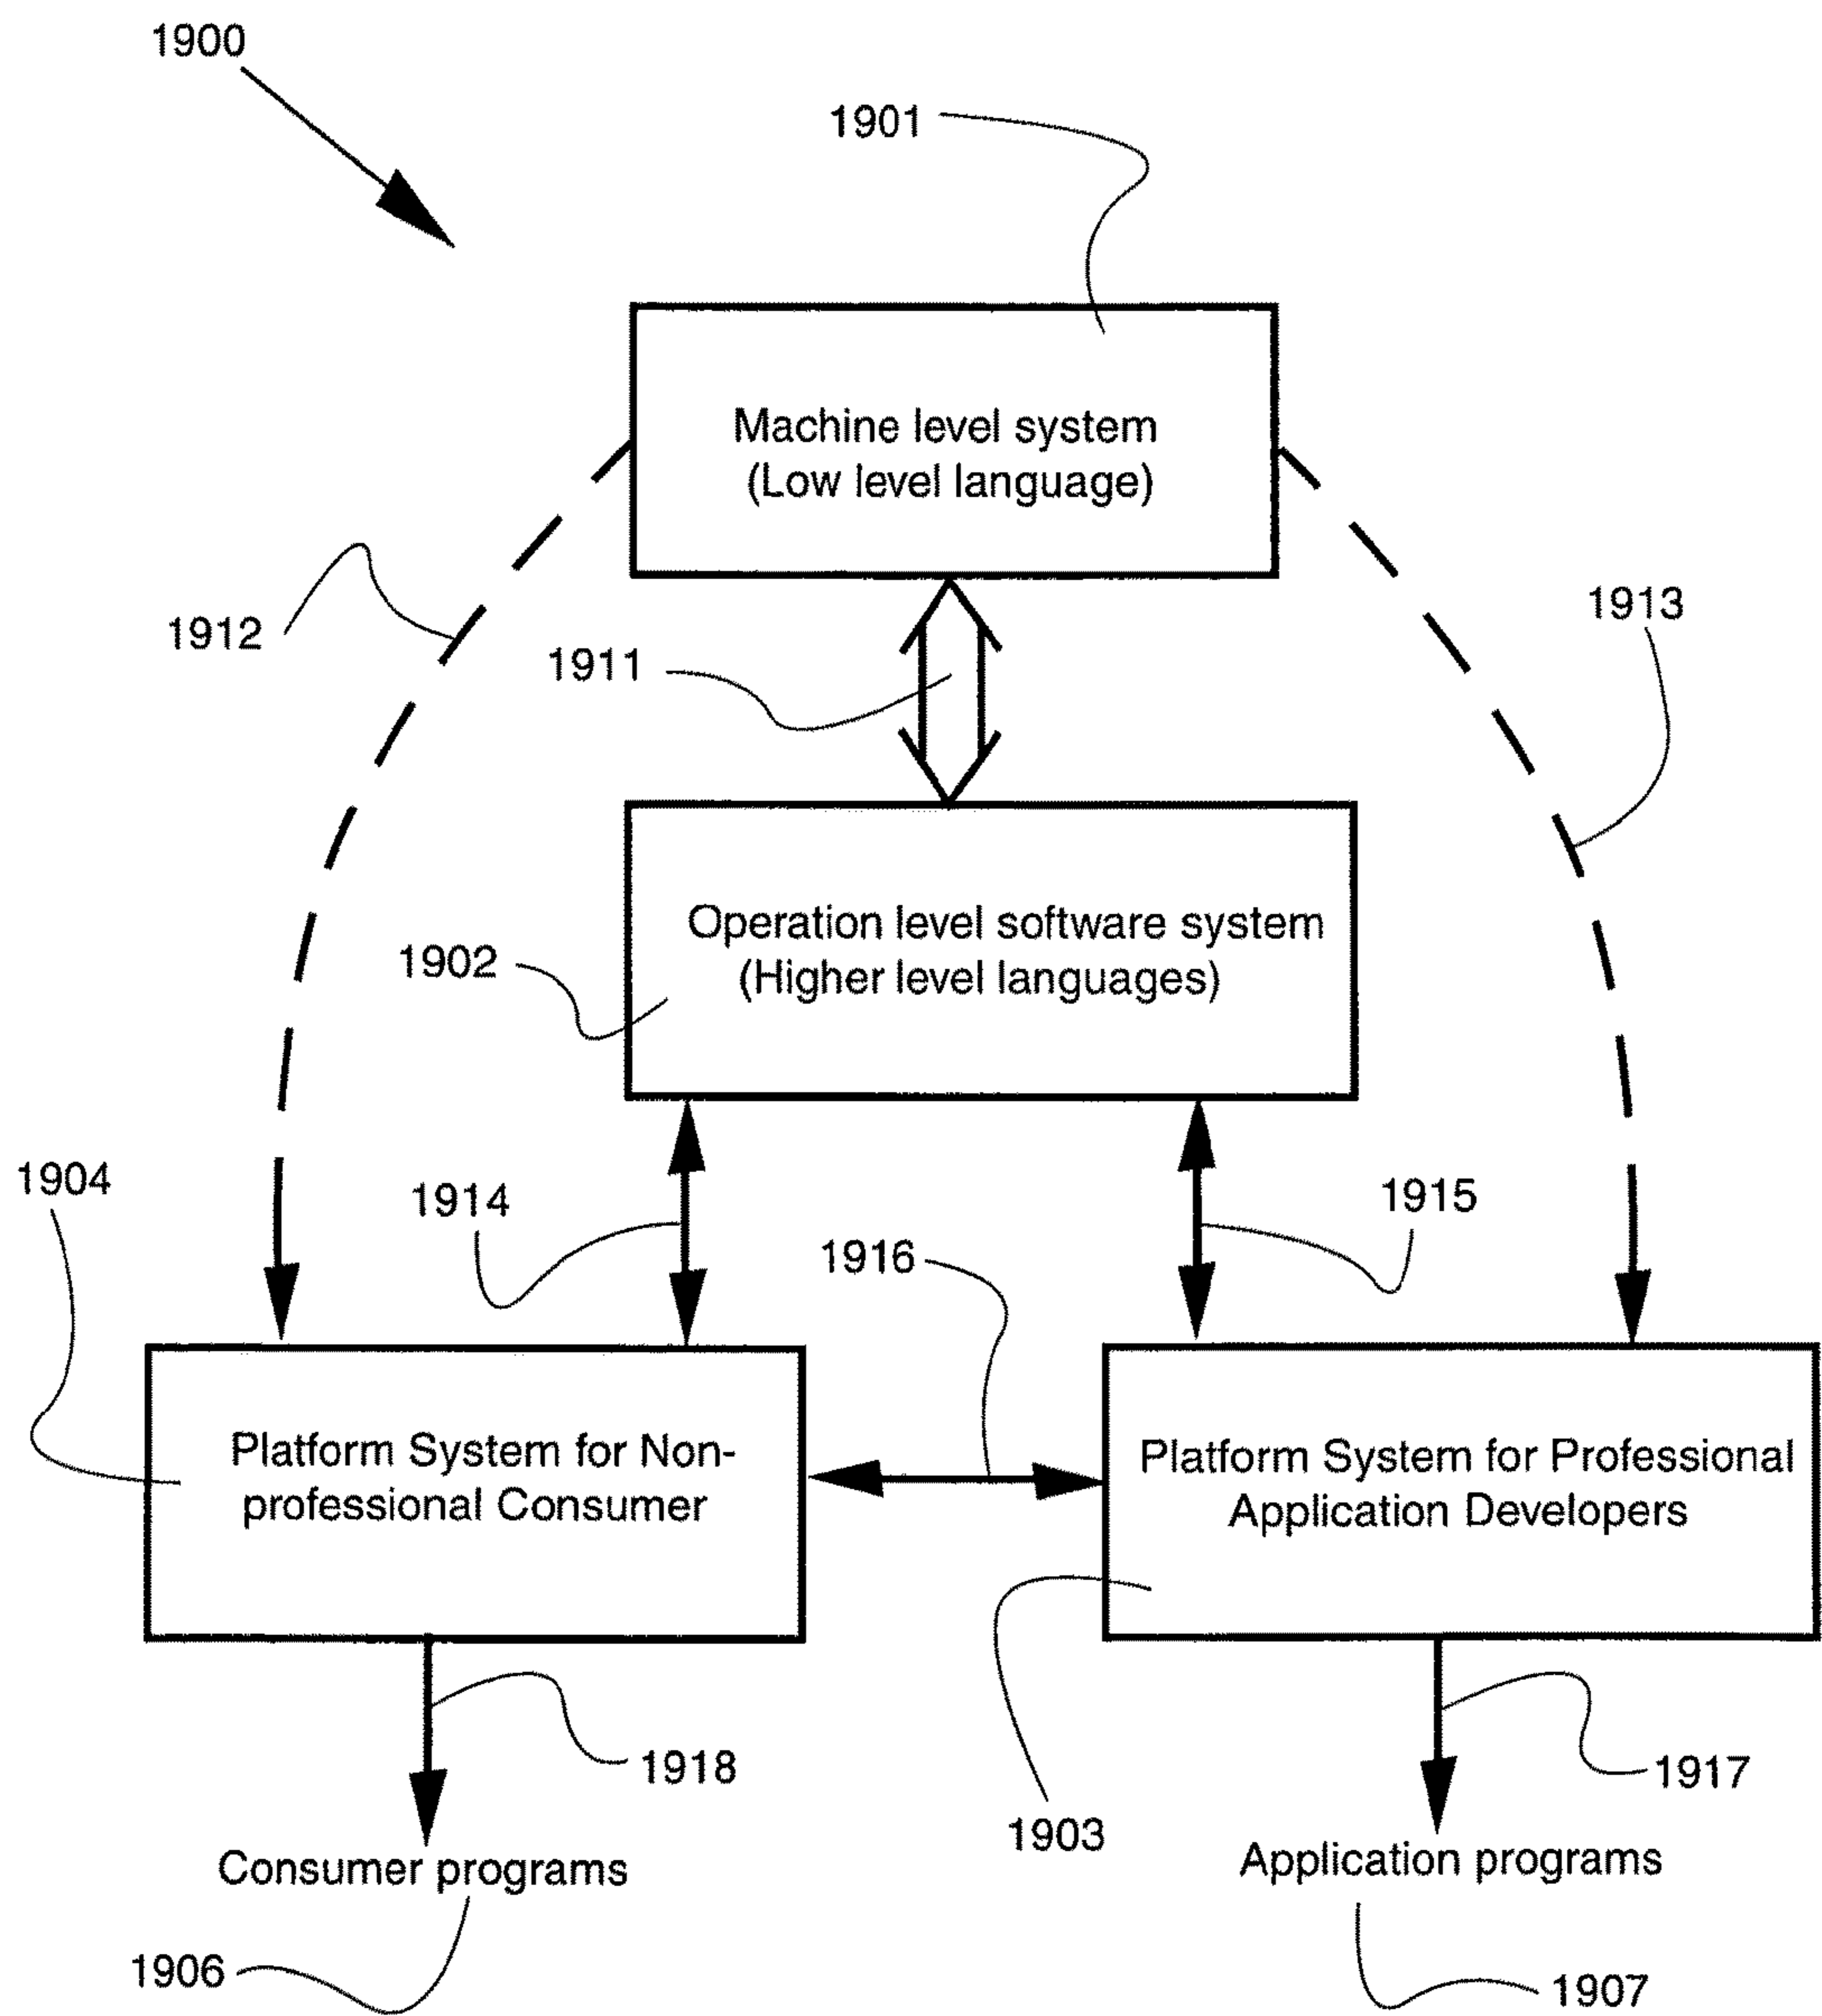 1900
1901
Machine level system
(Low level language)
1912
1911
1913
Operation level software system
(Higher level languages)
1902
1904
1914
1915
1916
Platform System for Non-
professional Consumer
Platform System for Professional
Application Developers
1918
1917
1903
Consumer programs
Application programs
1906
1907